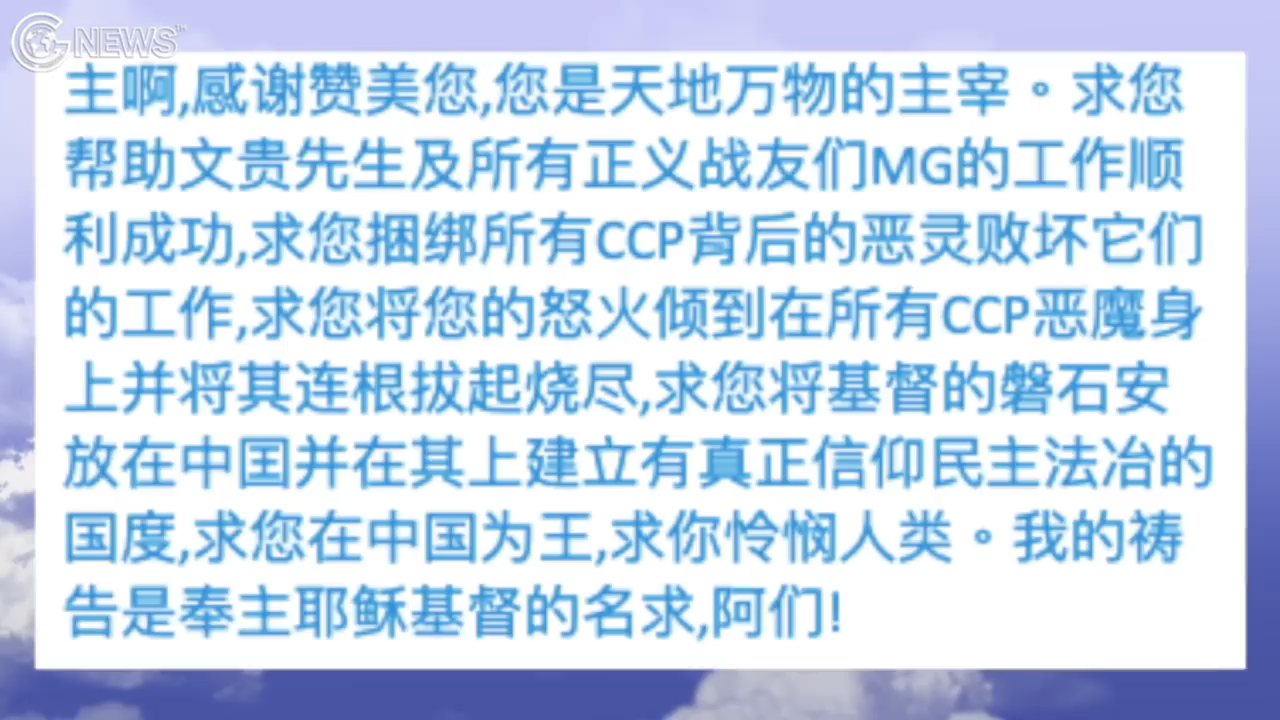 GNEWS™
主啊,感谢赞美您,您是天地万物的主宰。求您
帮助文贵先生及所有正义战友们MG的工作顺
利成功,求您捆绑所有CCP背后的恶灵败坏它们
的工作,求您将您的怒火倾到在所有CCP恶魔身
上并将其连根拔起烧尽,求您将基督的磐石安
放在中国并在其上建立有真正信仰民主法冶的
国度,求您在中国为王,求你怜悯人类。我的祷
告是奉主耶稣基督的名求,阿们!